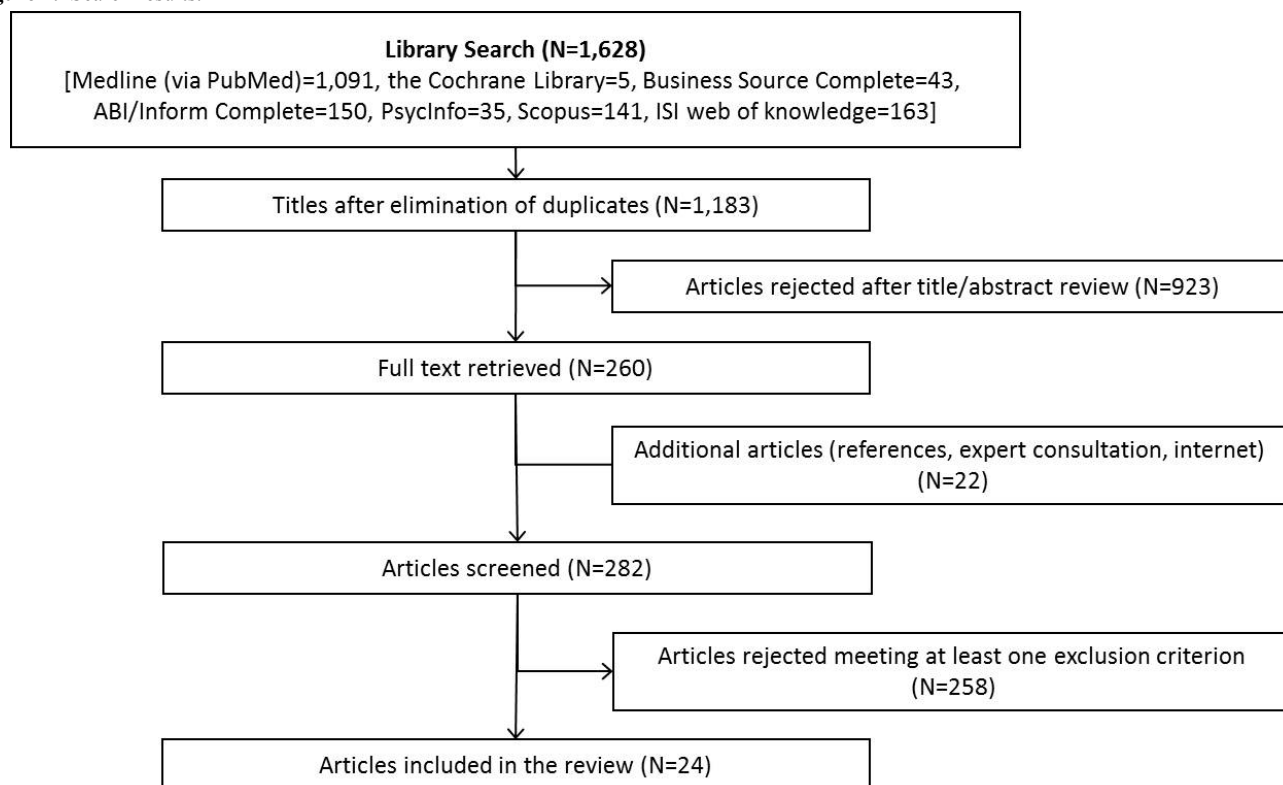 Library Search (N=1,628)
[Medline (via PubMed)=1,091, the Cochrane Library=5, Business Source Complete=43,
ABI/Inform Complete=150, PsycInfo=35, Scopus=141, ISI web of knowledge=163]
Titles after elimination of duplicates (N=1,183)
Articles rejected after title/abstract review (N=923)
Full text retrieved (N=260)
Additional articles (references, expert consultation, internet)
(N=22)
Articles screened (N=282)
Articles rejected meeting at least one exclusion criterion
(N=258)
Articles included in the review (N=24)